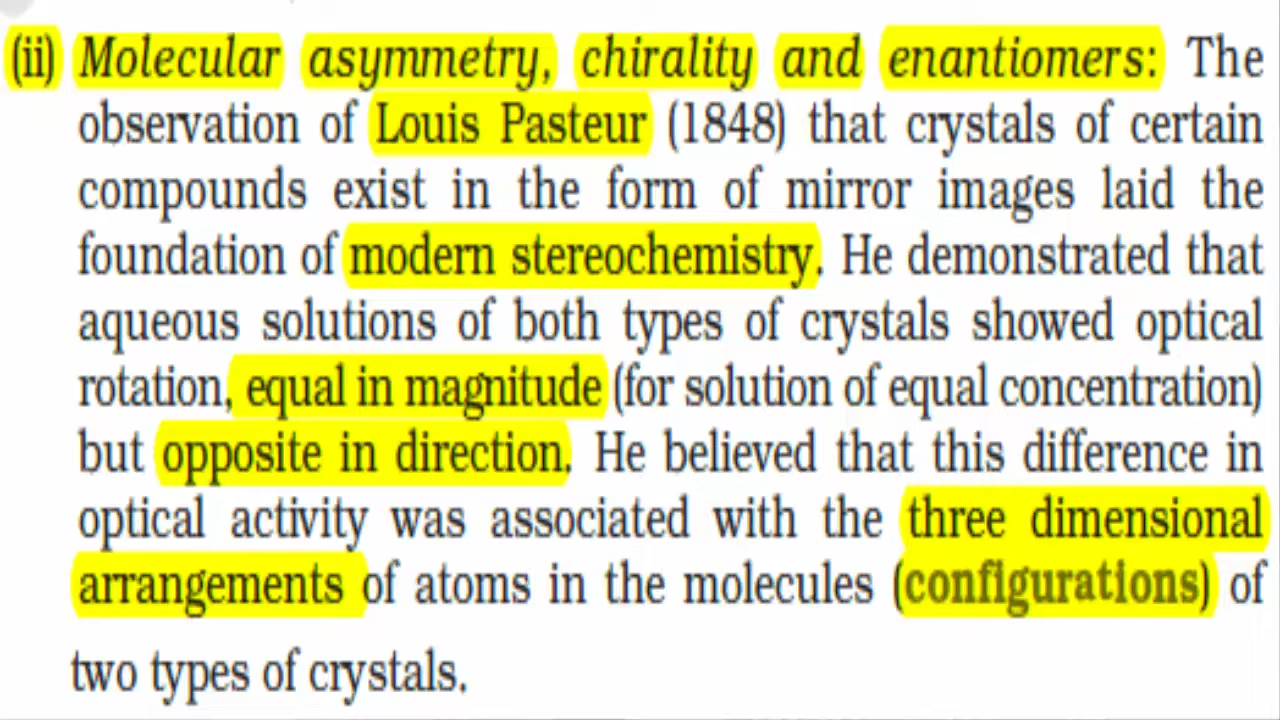 (ii) Molecular asymmetry, chirality and enantiomers: The
observation of Louis Pasteur (1848) that crystals of certain
compounds exist in the form of mirror images laid the
foundation of modern stereochemistry. He demonstrated that
aqueous solutions of both types of crystals showed optical
rotation, equal in magnitude (for solution of equal concentration)
but opposite in direction. He believed that this difference in
optical activity was associated with the three dimensional
arrangements of atoms in the molecules (configurations) of
two types of crystals.